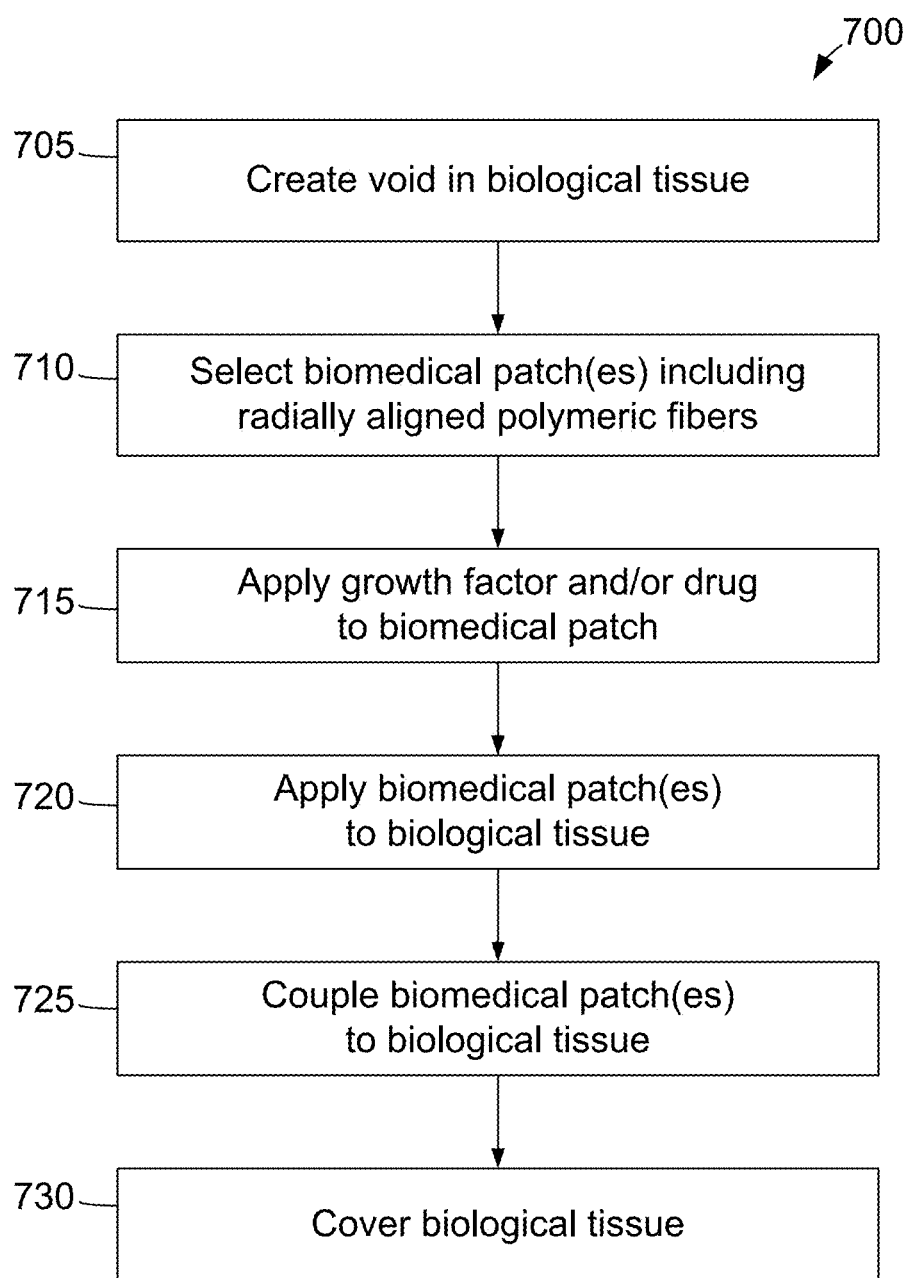 700
705
Create void in biological tissue
710
Select biomedical patch(es) including
radially aligned polymeric fibers
715
Apply growth factor and/or drug
to biomedical patch
720
Apply biomedical patch(es)
to biological tissue
725
Couple biomedical patch(es)
to biological tissue
730
Cover biological tissue